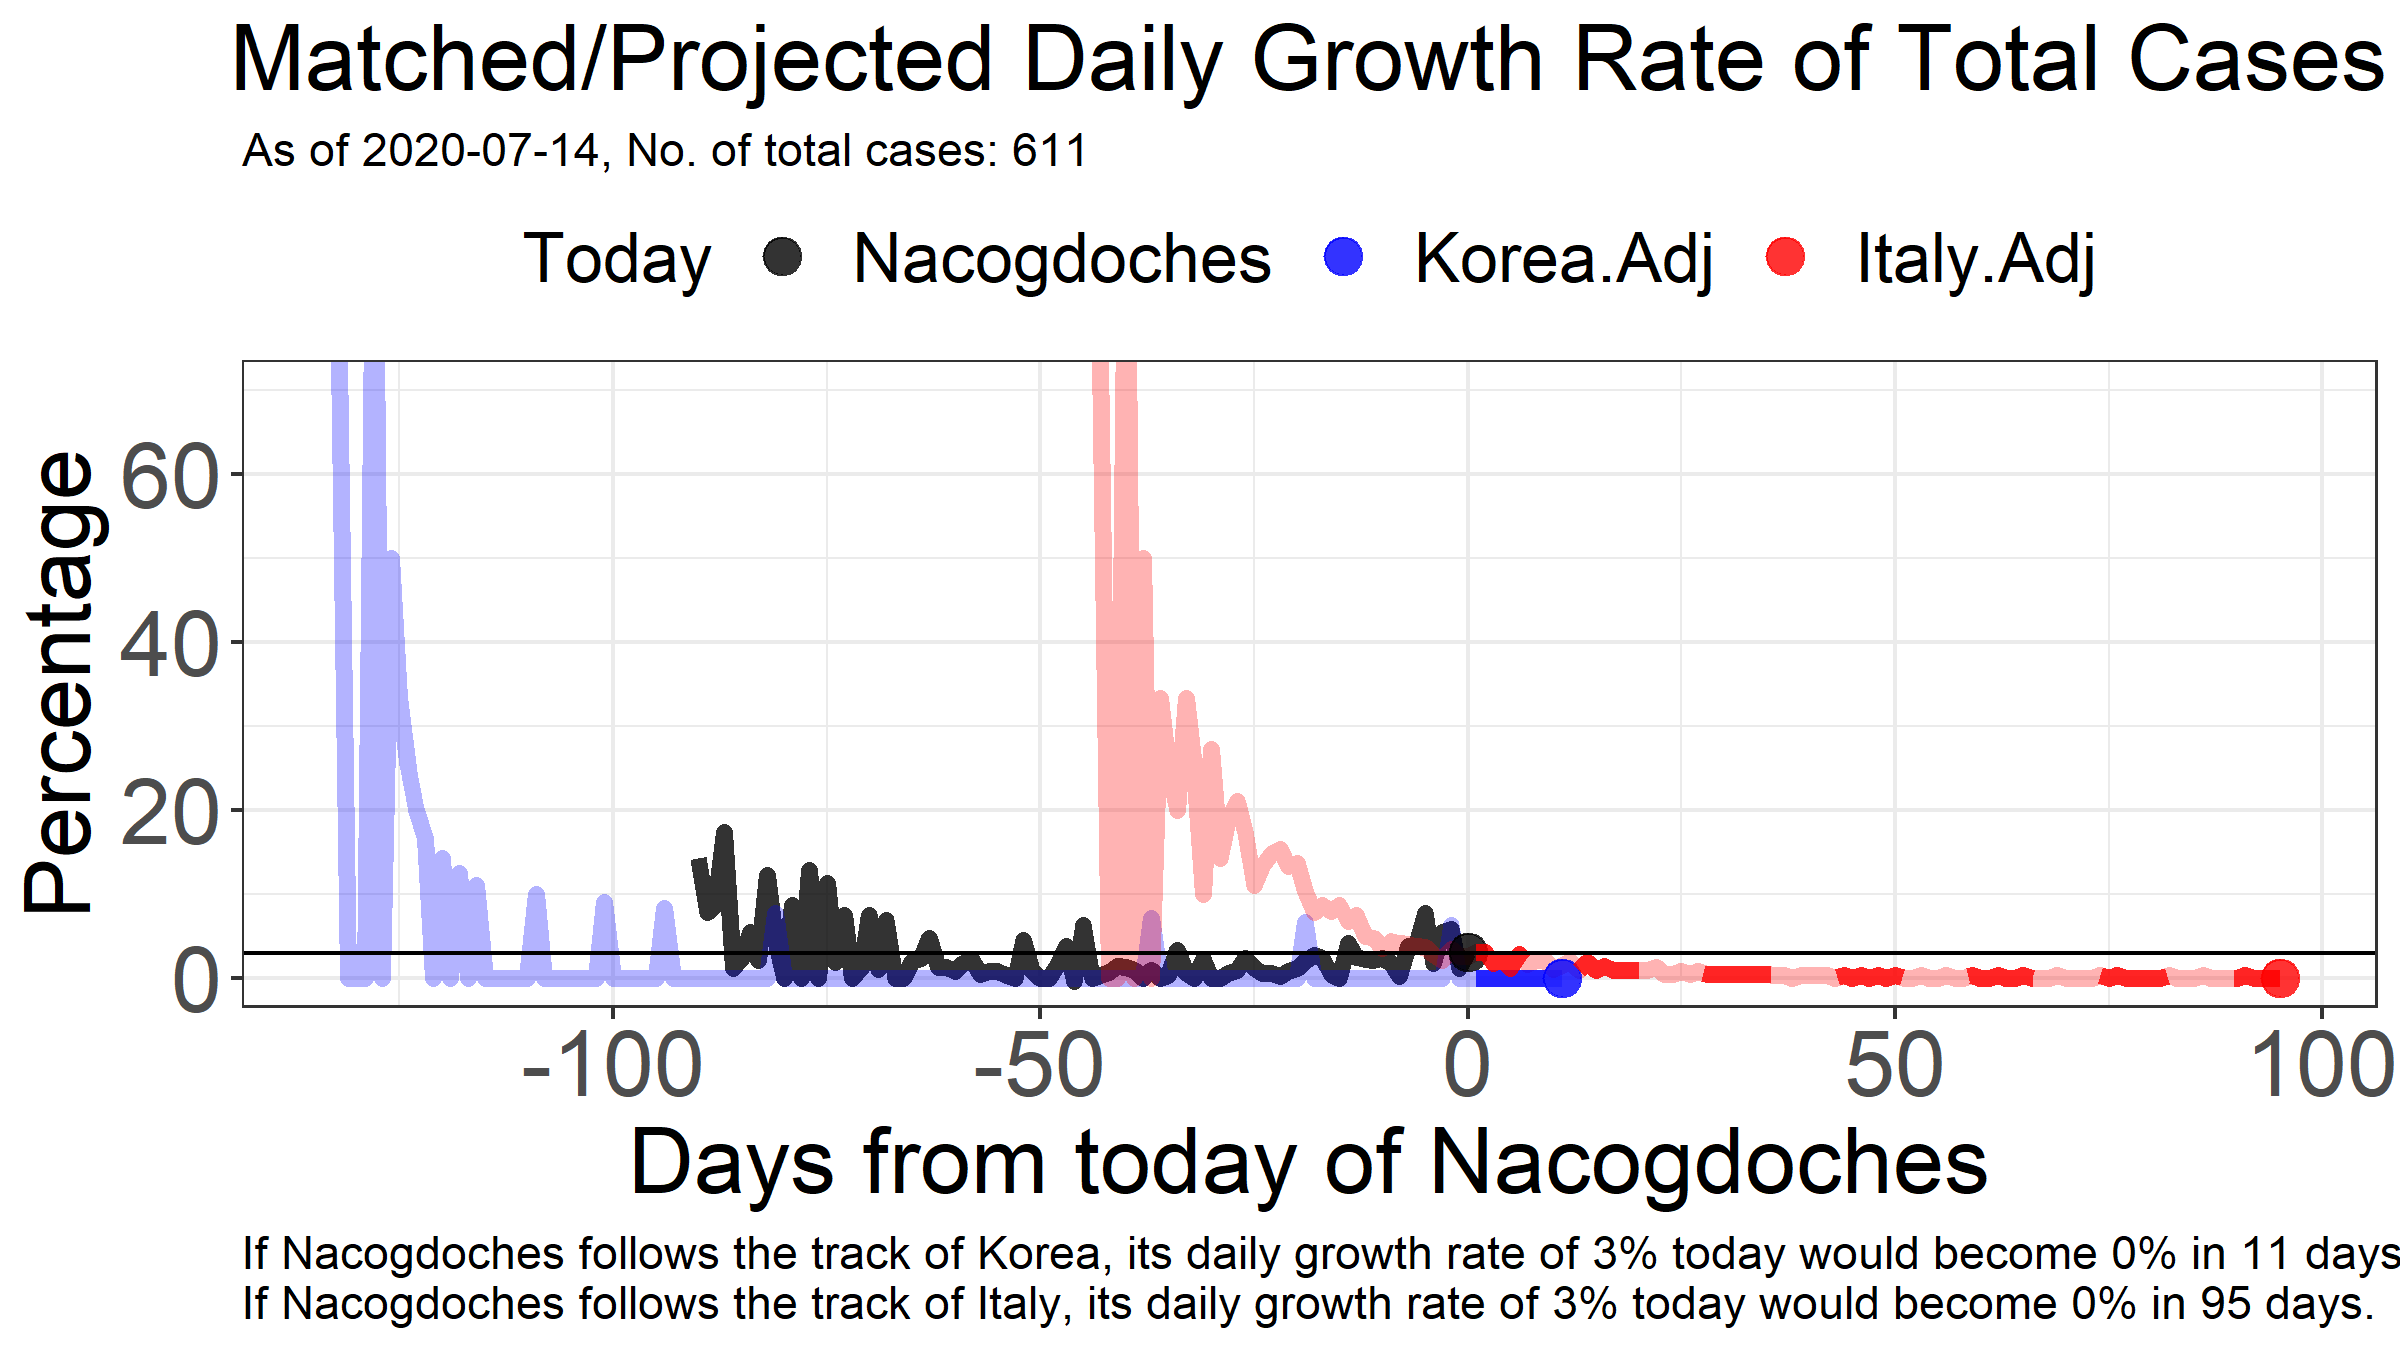 Matched/Projected Daily Growth Rate of Total Cases
As of 2020-07-14, No. of total cases: 611
Today Nacogdoches Korea.Adj Italy.Adj
Percentage
60
40
20
0
-100 -50 0 50 100
Days from today of Nacogdoches
If Nacogdoches follows the track of Korea, its daily growth rate of 3% today would become 0% in 11 days
If Nacogdoches follows the track of Italy, its daily growth rate of 3% today would become 0% in 95 days.